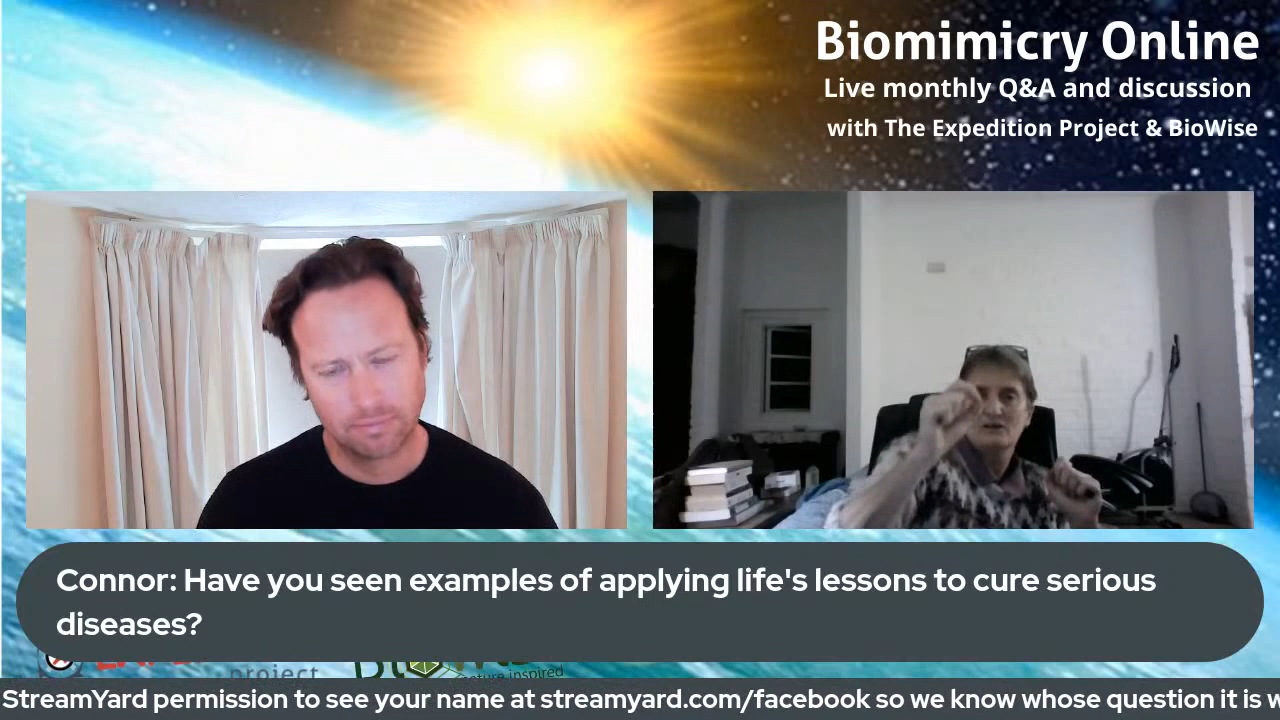 Biomimicry Online
Live monthly Q&A and discussion
with The Expedition Project & BioWise
Connor: Have you seen examples of applying life's lessons to cure serious
diseases?
project
inspired
StreamYard permission to see your name at streamyard.com/facebook so we know whose question it is